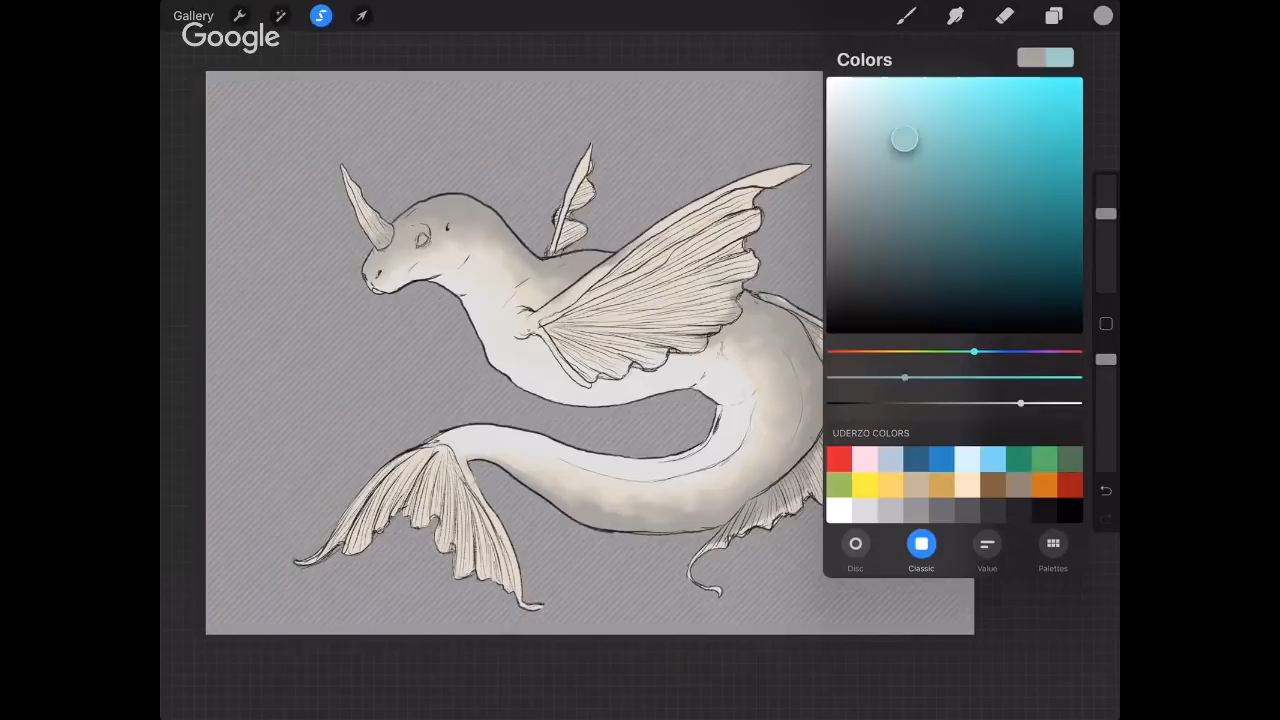 Gallery
Google
Colors
UDERZO COLORS
Disc
Classic
Value
Palettes